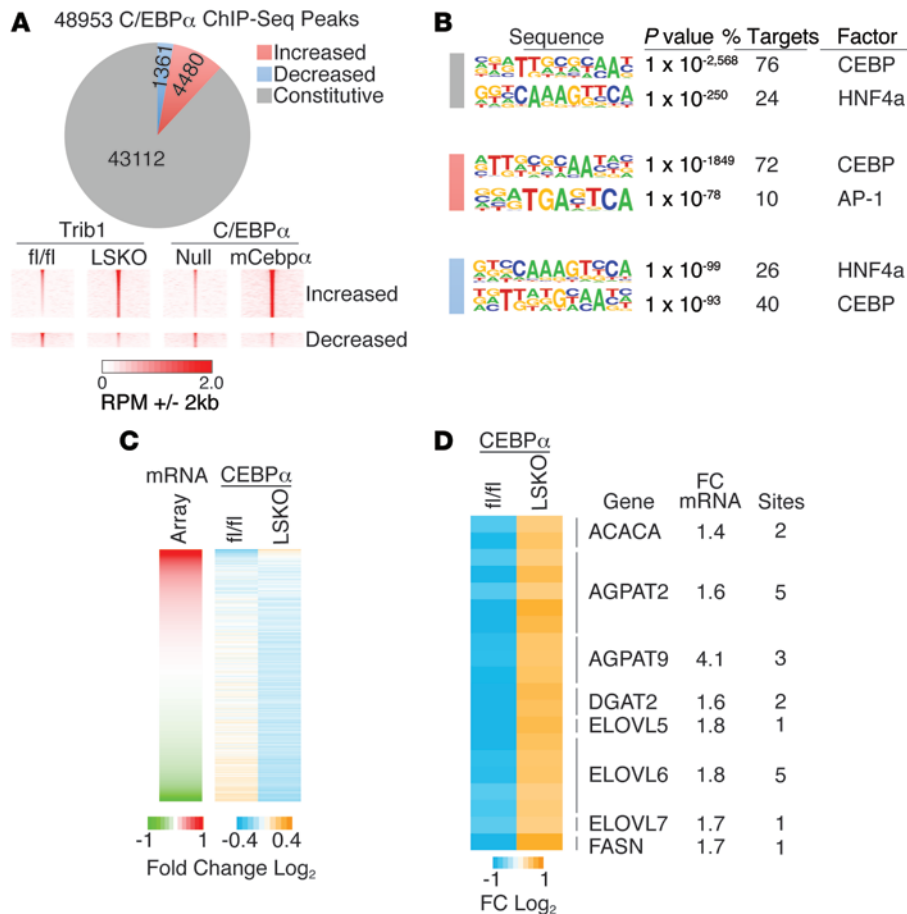 A
48953 C/EBPα ChIP-Seq Peaks
Increased
Decreased
Constitutive
1361
4480
43112
Trib1
C/EBPα
fl/fl
LSKO
Null
mCebpα
Increased
Decreased
0
2.0
RPM +/- 2kb
B
Sequence
P value
% Targets
Factor
1 x 10-2,568
76
CEBP
1 x 10-250
24
HNF4a
1 x 10-1849
72
CEBP
1 x 10-78
10
AP-1
1 x 10-99
26
HNF4a
1 x 10-93
40
CEBP
C
mRNA
CEBPα
Array
fl/fl
LSKO
-1
1
-0.4
0.4
Fold Change Log2
D
CEBPα
fl/fl
LSKO
Gene
FC mRNA
Sites
ACACA 1.4 2
AGPAT2 1.6 5
AGPAT9 4.1 3
DGAT2 1.6 2
ELOVL5 1.8 1
ELOVL6 1.8 5
ELOVL7 1.7 1
FASN 1.7 1
-1
1
FC Log2